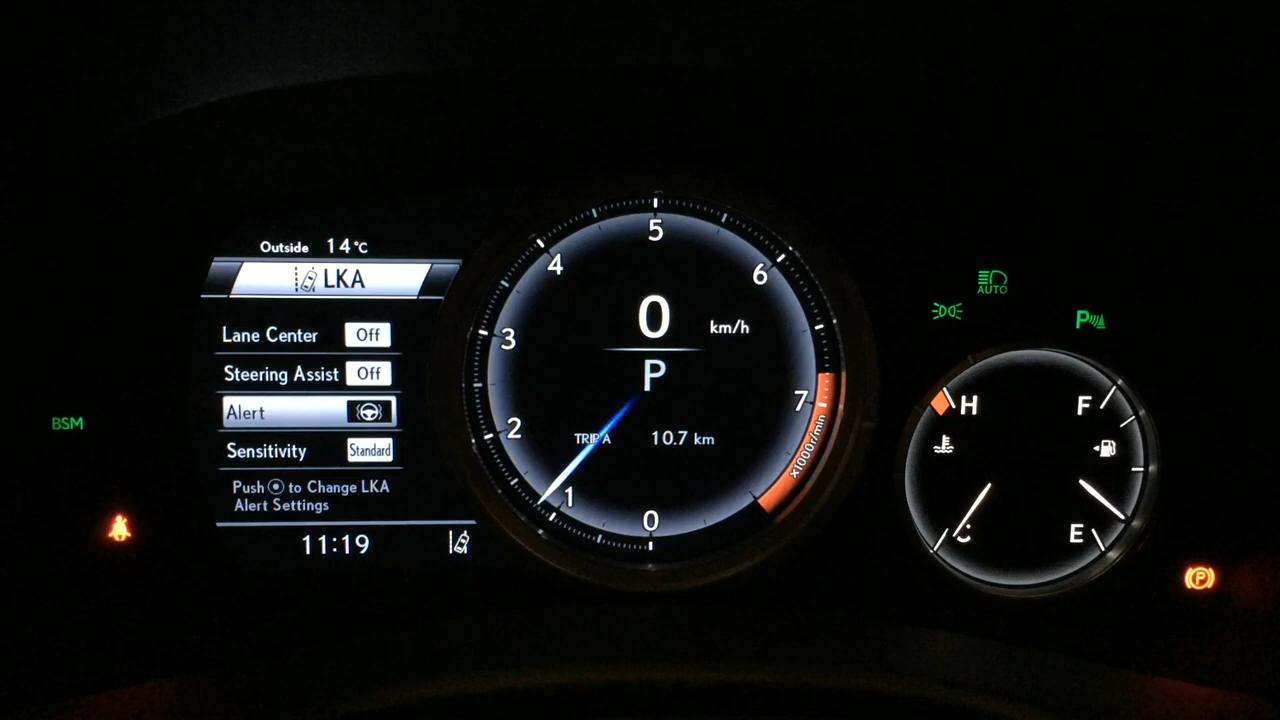 Outside 14°C
LKA
Lane Center Off
Steering Assist Off
Alert
Sensitivity Standard
Push ⦿ to Change LKA
Alert Settings
11:19
BSM
0
1
2
3
4
5
6
7
x1000r/min
0 km/h
P
TRIP A 10.7 km
AUTO
P
H
F
E
P